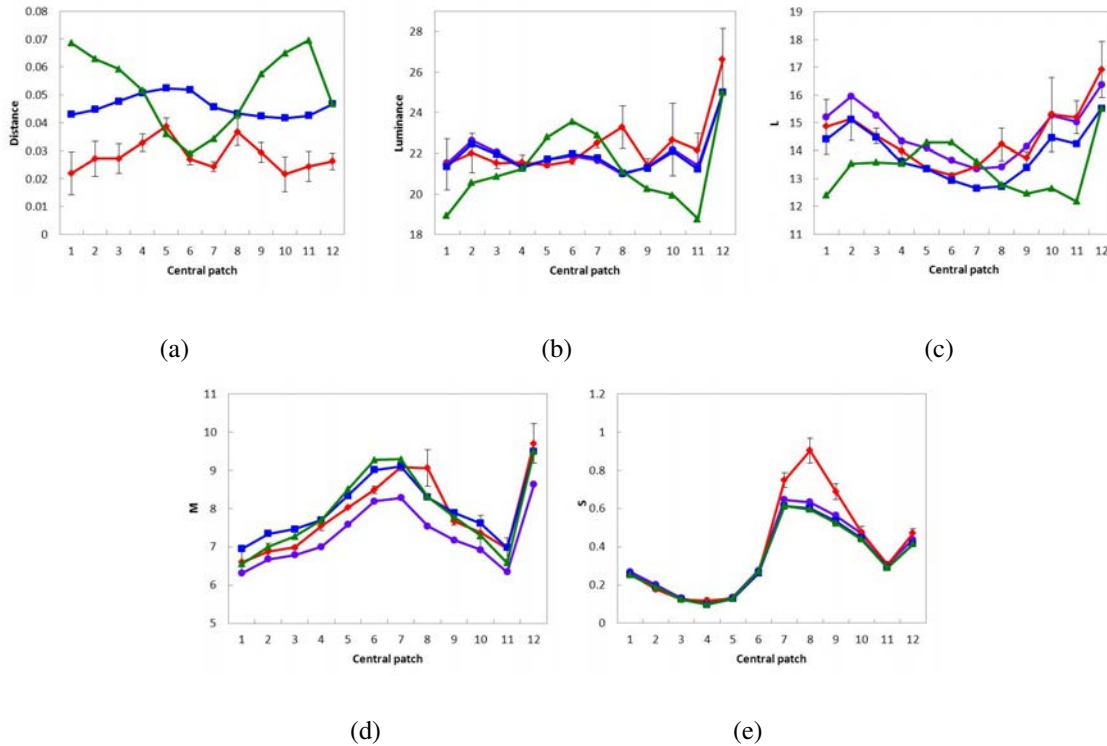 0.08
0.07
0.06
0.05
0.04
0.03
0.02
0.01
0
Distance
1 2 3 4 5 6 7 8 9 10 11 12
Central patch
(a)
28
26
24
22
20
18
Luminance
1 2 3 4 5 6 7 8 9 10 11 12
Central patch
(b)
19
18
17
16
15
14
13
12
11
L
1 2 3 4 5 6 7 8 9 10 11 12
Central patch
(c)
11
10
9
8
7
6
5
M
1 2 3 4 5 6 7 8 9 10 11 12
Central patch
(d)
1.2
1
0.8
0.6
0.4
0.2
0
S
1 2 3 4 5 6 7 8 9 10 11 12
Central patch
(e)